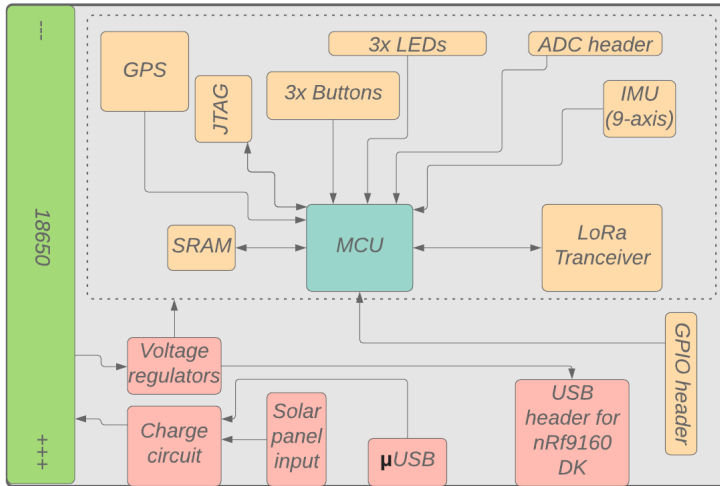 ---
18650
+++
GPS
JTAG
3x Buttons
3x LEDs
ADC header
IMU
(9-axis)
SRAM
MCU
LoRa
Tranceiver
Voltage
regulators
Charge
circuit
Solar
panel
input
µUSB
USB
header for
nRf9160
DK
GPIO header